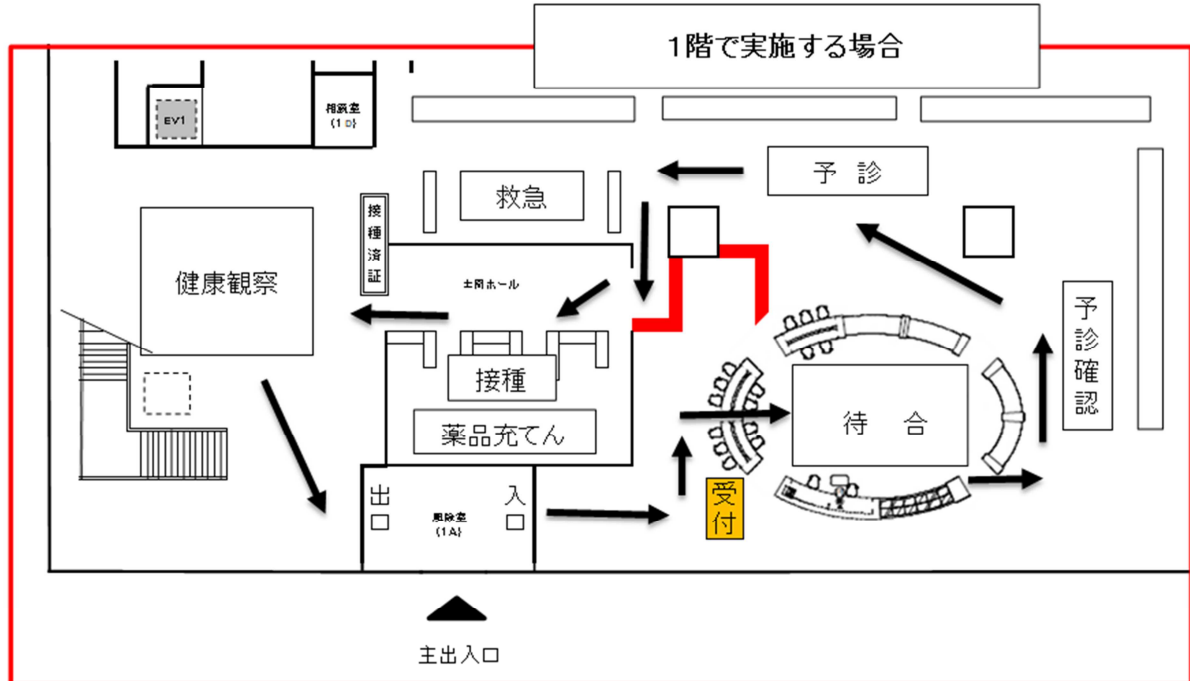 1階で実施する場合
EV1
相談室
(1D)
予 診
救急
接種済証
健康観察
土間ホール
予診確認
接種
待 合
薬品充てん
受付
出
入
風除室
(1A)
主出入口